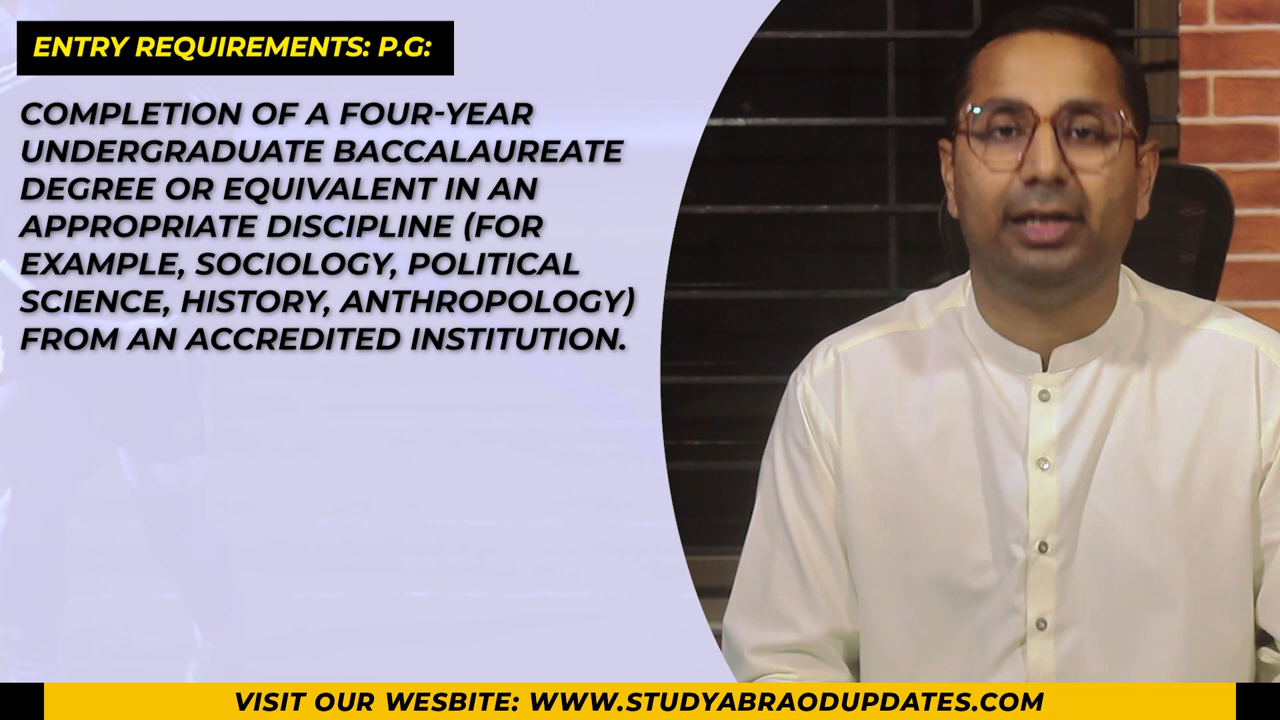 ENTRY REQUIREMENTS: P.G:
COMPLETION OF A FOUR-YEAR
UNDERGRADUATE BACCALAUREATE
DEGREE OR EQUIVALENT IN AN
APPROPRIATE DISCIPLINE (FOR
EXAMPLE, SOCIOLOGY, POLITICAL
SCIENCE, HISTORY, ANTHROPOLOGY)
FROM AN ACCREDITED INSTITUTION.
VISIT OUR WESBITE: WWW.STUDYABRAODUPDATES.COM